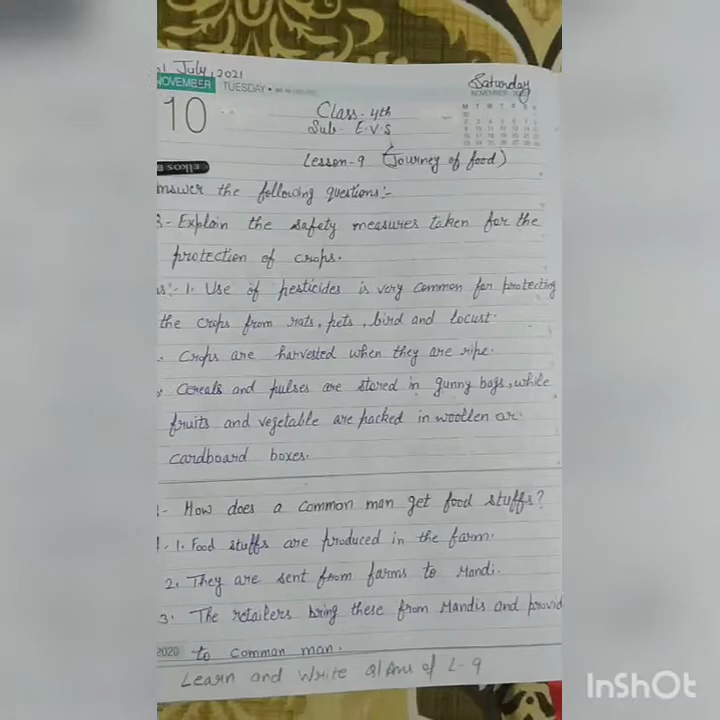 1 July, 2021
Saturday
NOVEMBER TUESDAY
NOVEMBER
10
Class - 4th
Sub - E.V.S
Lesson-9 (Journey of food)
nswer the following questions:-
3- Explain the safety measures taken for the
protection of crops.
s:- 1. Use of pesticides is very common for protecting
the crops from rats, pets, bird and locust.
. Crops are harvested when they are ripe.
Cereals and pulses are stored in gunny bags, while
fruits and vegetable are packed in woollen or
cardboard boxes.
- How does a common man get food stuffs?
- 1. Food stuffs are produced in the farm.
2. They are sent from farms to Mandi.
3. The retailers bring these from Mandis and provid
2020 to common man.
Learn and Write Q/Ans of L-9
InShOt